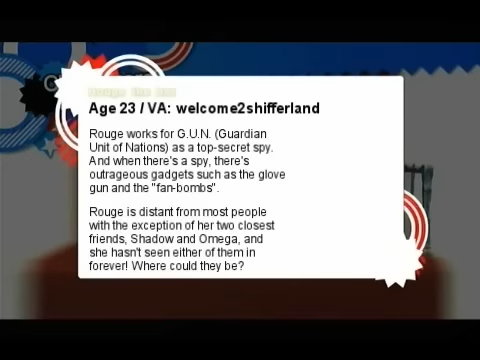 Rouge the Bat
Age 23 / VA: welcome2shifferland
Rouge works for G.U.N. (Guardian
Unit of Nations) as a top-secret spy.
And when there's a spy, there's
outrageous gadgets such as the glove
gun and the "fan-bombs".
Rouge is distant from most people
with the exception of her two closest
friends, Shadow and Omega, and
she hasn't seen either of them in
forever! Where could they be?